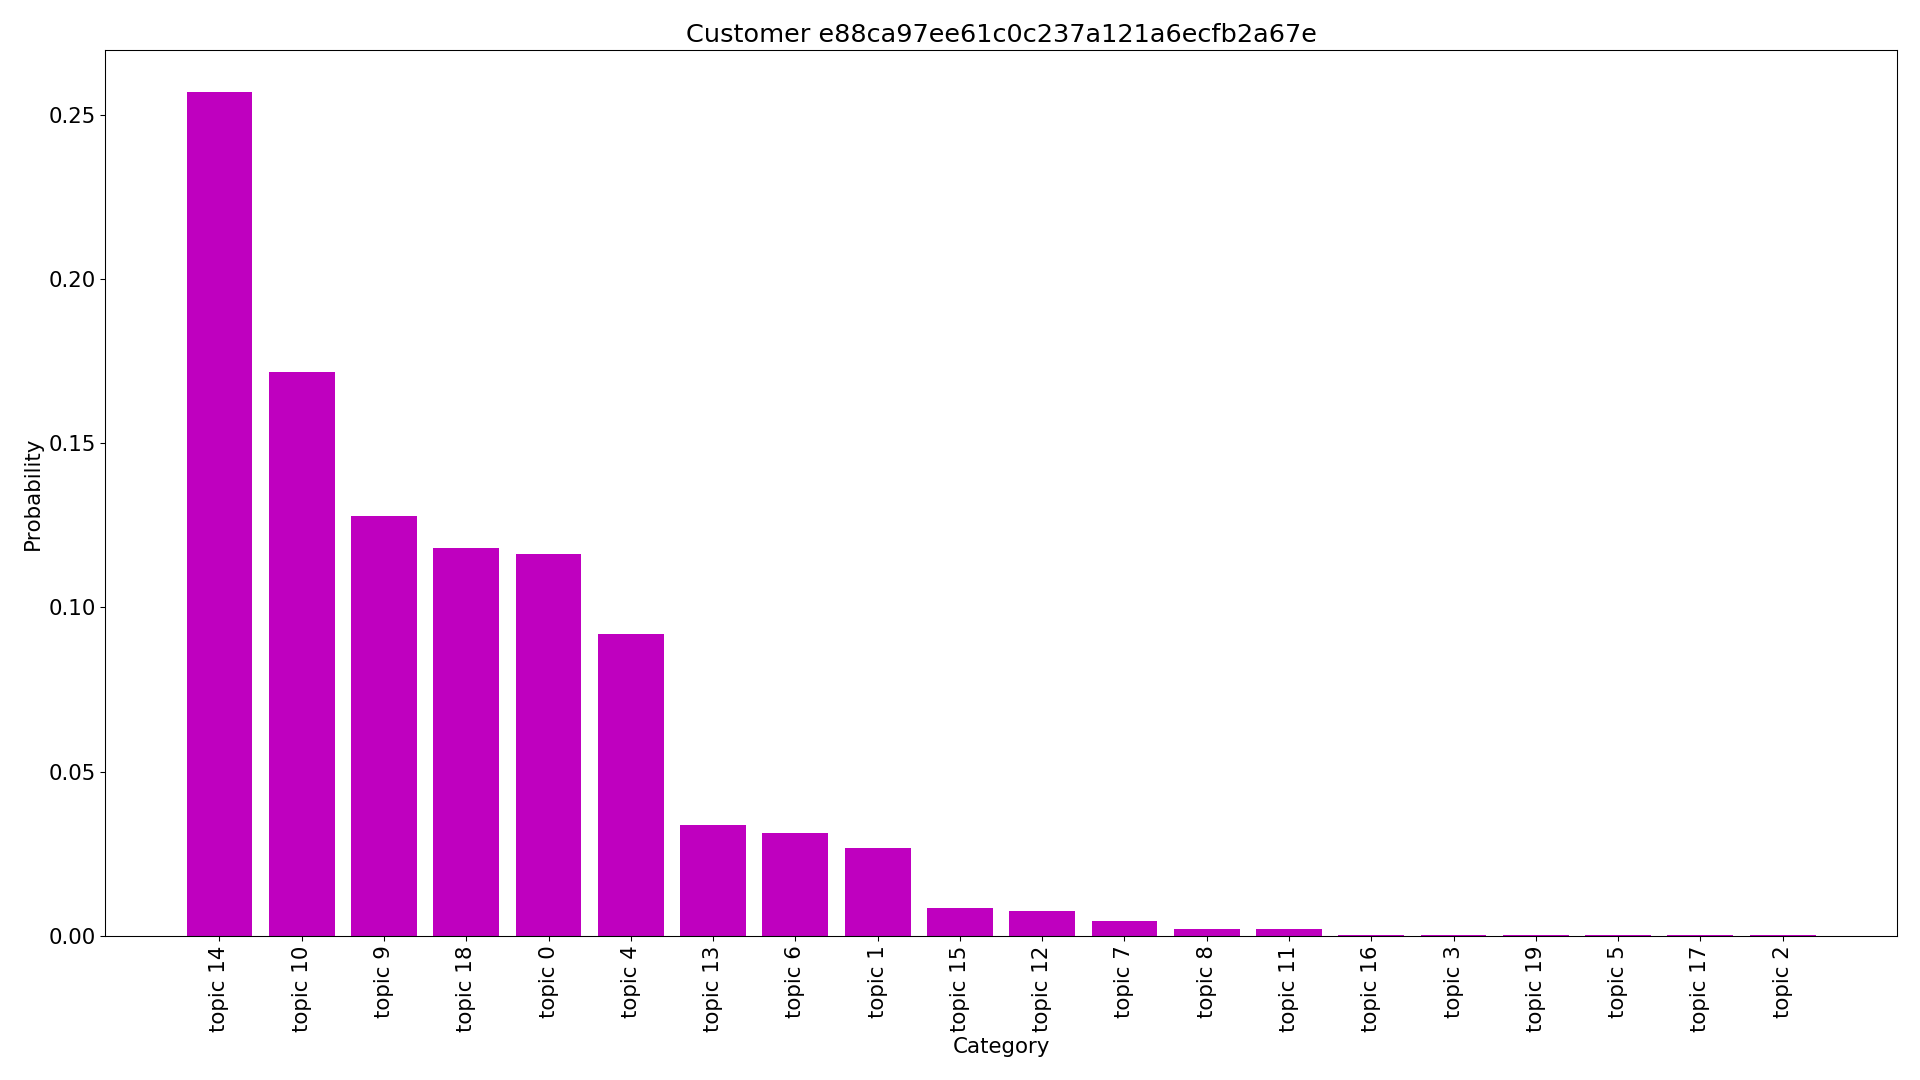 Customer e88ca97ee61c0c237a121a6ecfb2a67e
Probability
0.25
0.20
0.15
0.10
0.05
0.00
topic 14
topic 10
topic 9
topic 18
topic 0
topic 4
topic 13
topic 6
topic 1
topic 15
topic 12
topic 7
topic 8
topic 11
topic 16
topic 3
topic 19
topic 5
topic 17
topic 2
Category